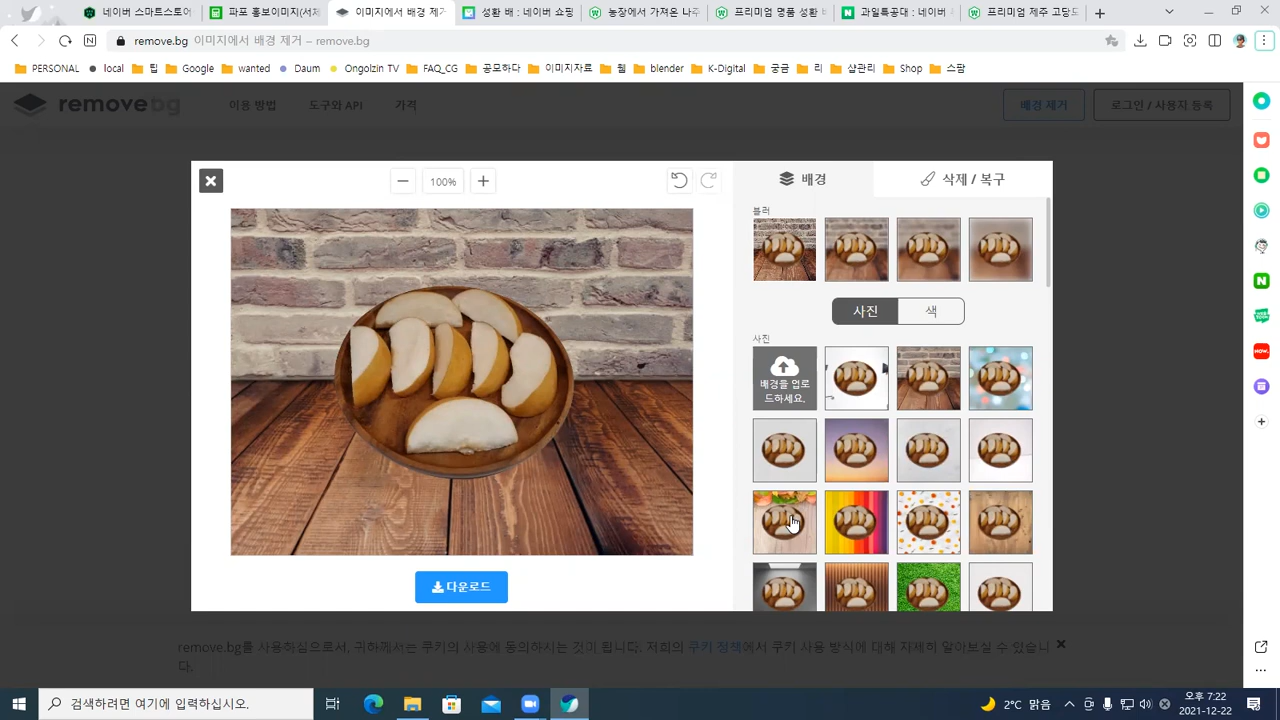 네이버 스마트스토어
파포 홍보이미지(서저
이미지에서 배경 제거
성환 배 : 네이버 쇼핑
농장에서 가져온 나주
프리미엄 명품 성환 배
과일특공대 : 네이버
프리미엄 제주 고당도
remove.bg 이미지에서 배경 제거 – remove.bg
PERSONAL local 팁 Google wanted Daum Ongolzin TV FAQ_CG 공모하다 이미지자료 웹 blender K-Digital 궁금 리 샵관리 Shop 스팜
removebg 이용 방법 도구와 API 가격 배경 제거 로그인 / 사용자 등록
100% 배경 삭제 / 복구
블러
사진 색
사진
배경을 업로
드하세요.
다운로드
remove.bg를 사용하심으로서, 귀하께서는 쿠키의 사용에 동의하시는 것이 됩니다. 저희의 쿠키 정책에서 쿠키 사용 방식에 대해 자세히 알아보실 수 있습니
다.
NOW.
검색하려면 여기에 입력하십시오.
2°C 맑음
오후 7:22
2021-12-22